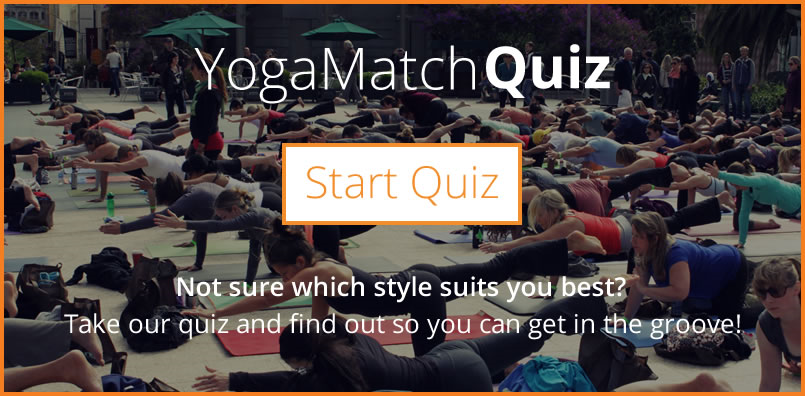 YogaMatchQuiz
Start Quiz
Not sure which style suits you best?
Take our quiz and find out so you can get in the groove!